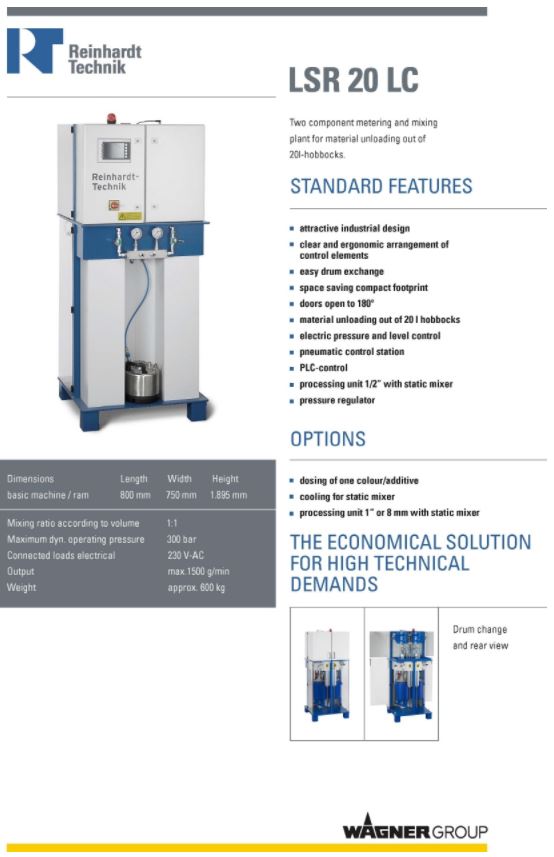 Reinhardt
Technik
LSR 20 LC
Two component metering and mixing
plant for material unloading out of
20l-hobbocks.
STANDARD FEATURES
attractive industrial design
clear and ergonomic arrangement of
control elements
easy drum exchange
space saving compact footprint
doors open to 180°
material unloading out of 20 l hobbocks
electric pressure and level control
pneumatic control station
PLC-control
processing unit 1/2" with static mixer
pressure regulator
Reinhardt-
Technik
OPTIONS
dosing of one colour/additive
cooling for static mixer
processing unit 1" or 8 mm with static mixer
Dimensions Length Width Height
basic machine / ram 800 mm 750 mm 1.895 mm
Mixing ratio according to volume 1:1
Maximum dyn. operating pressure 300 bar
Connected loads electrical 230 V-AC
Output max.1500 g/min
Weight approx. 600 kg
THE ECONOMICAL SOLUTION
FOR HIGH TECHNICAL
DEMANDS
Drum change
and rear view
WAGNER GROUP